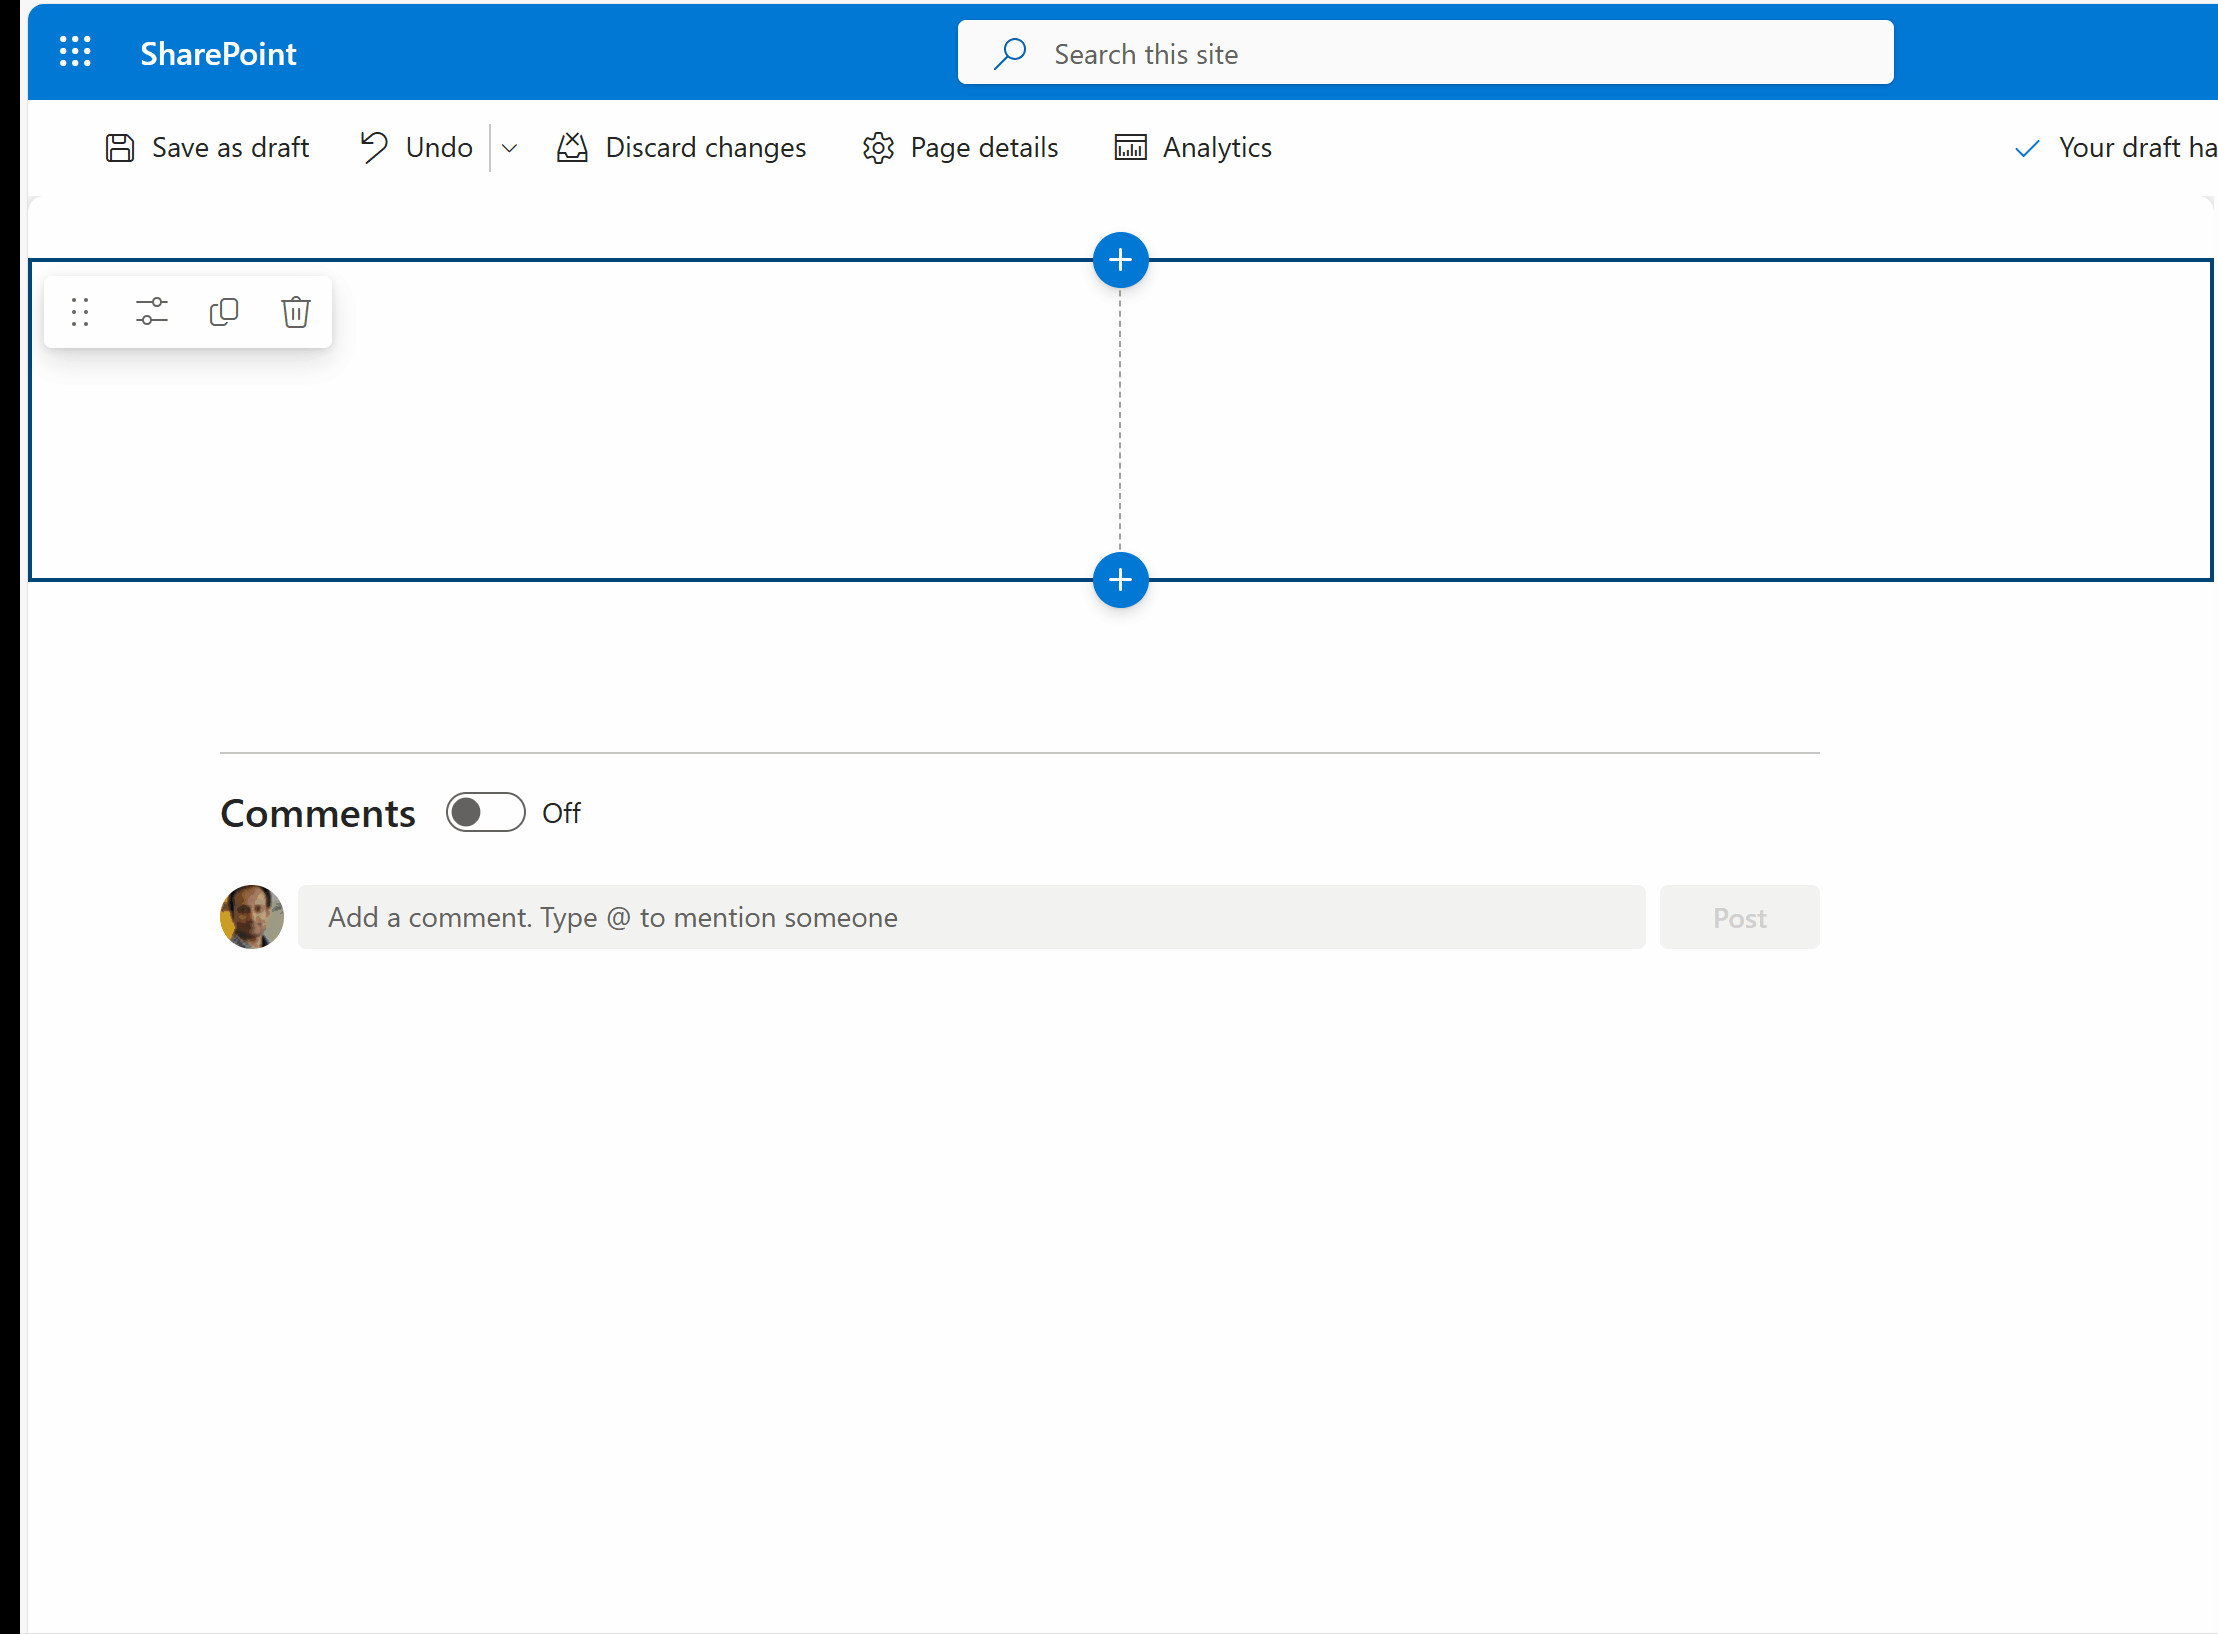 SharePoint
Search this site
Save as draft
Undo
Discard changes
Page details
Analytics
Your draft ha
Comments
Off
Add a comment. Type @ to mention someone
Post